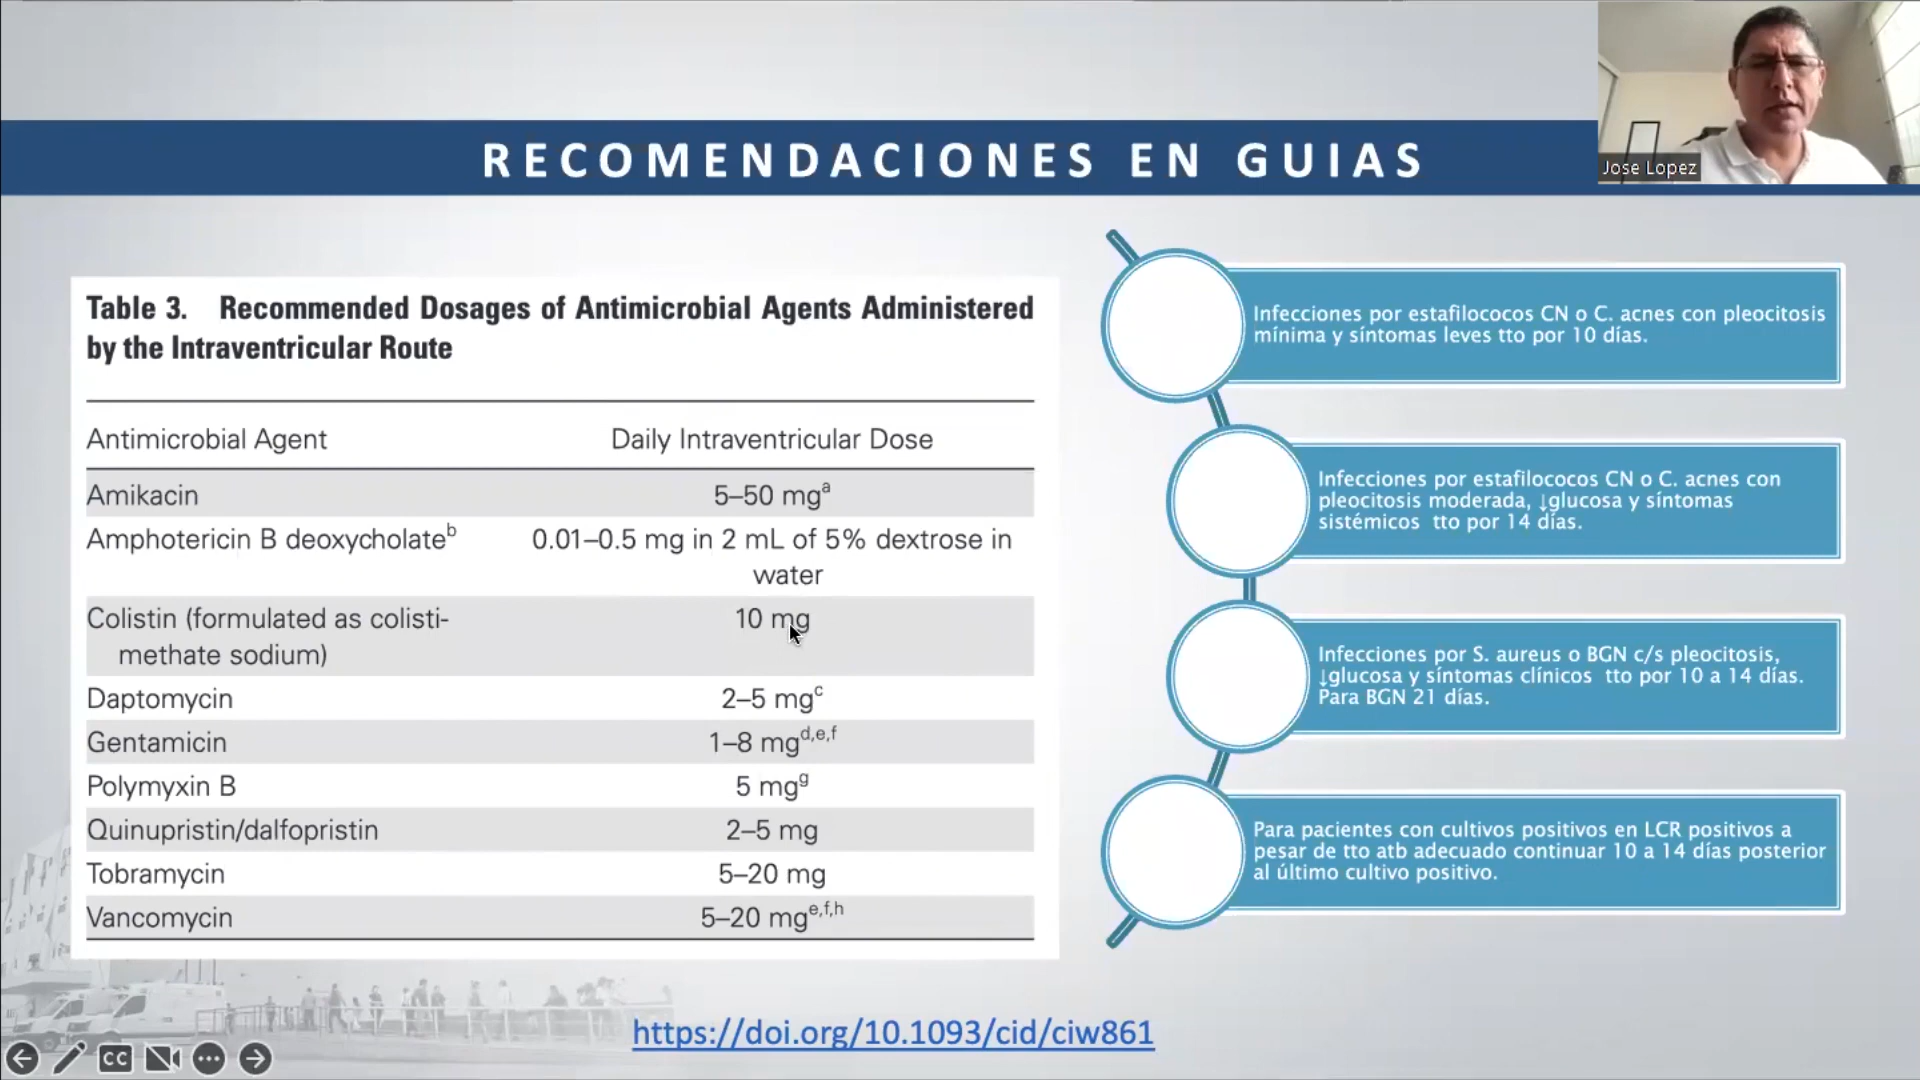 RECOMENDACIONES EN GUIAS
Jose Lopez
Table 3. Recommended Dosages of Antimicrobial Agents Administered
by the Intraventricular Route
Antimicrobial Agent Daily Intraventricular Dose
Amikacin 5–50 mgᵃ
Amphotericin B deoxycholateᵇ 0.01–0.5 mg in 2 mL of 5% dextrose in
water
Colistin (formulated as colisti- 10 mg
methate sodium)
Daptomycin 2–5 mgᶜ
Gentamicin 1–8 mgᵈ,ᵉ,ᶠ
Polymyxin B 5 mgᵍ
Quinupristin/dalfopristin 2–5 mg
Tobramycin 5–20 mg
Vancomycin 5–20 mgᵉ,ᶠ,ʰ
Infecciones por estafilococos CN o C. acnes con pleocitosis
mínima y síntomas leves tto por 10 días.
Infecciones por estafilococos CN o C. acnes con
pleocitosis moderada, ↓glucosa y síntomas
sistémicos tto por 14 días.
Infecciones por S. aureus o BGN c/s pleocitosis,
↓glucosa y síntomas clínicos tto por 10 a 14 días.
Para BGN 21 días.
Para pacientes con cultivos positivos en LCR positivos a
pesar de tto atb adecuado continuar 10 a 14 días posterior
al último cultivo positivo.
https://doi.org/10.1093/cid/ciw861
CC